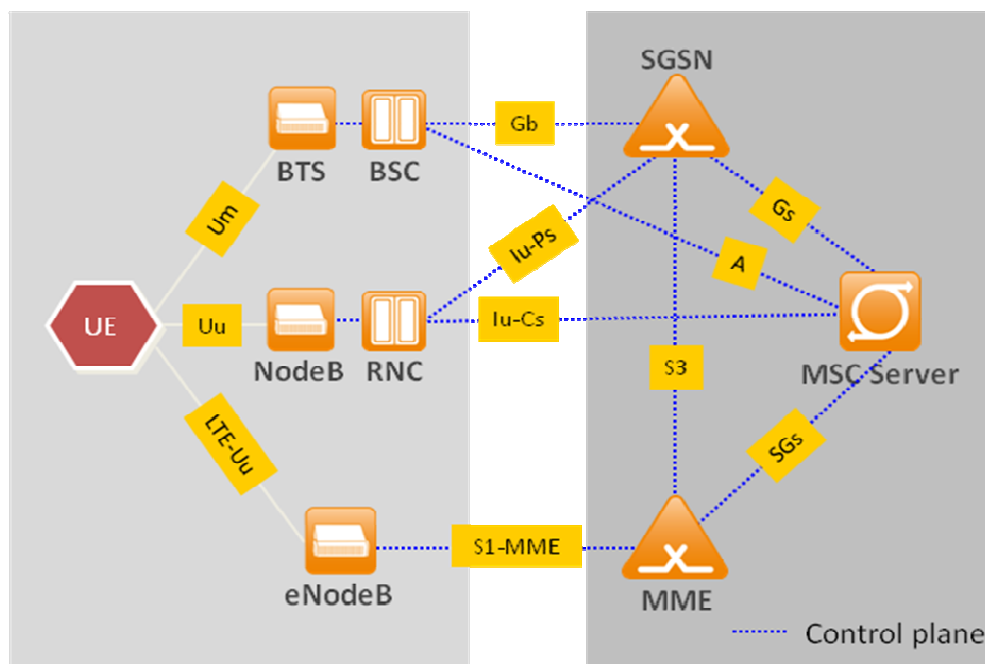 SGSN
Gb
BTS
BSC
Um
Gs
Iu-Ps
A
UE
Uu
Iu-Cs
NodeB
RNC
S3
MSC Server
LTE-Uu
SGs
S1-MME
eNodeB
MME
Control plane